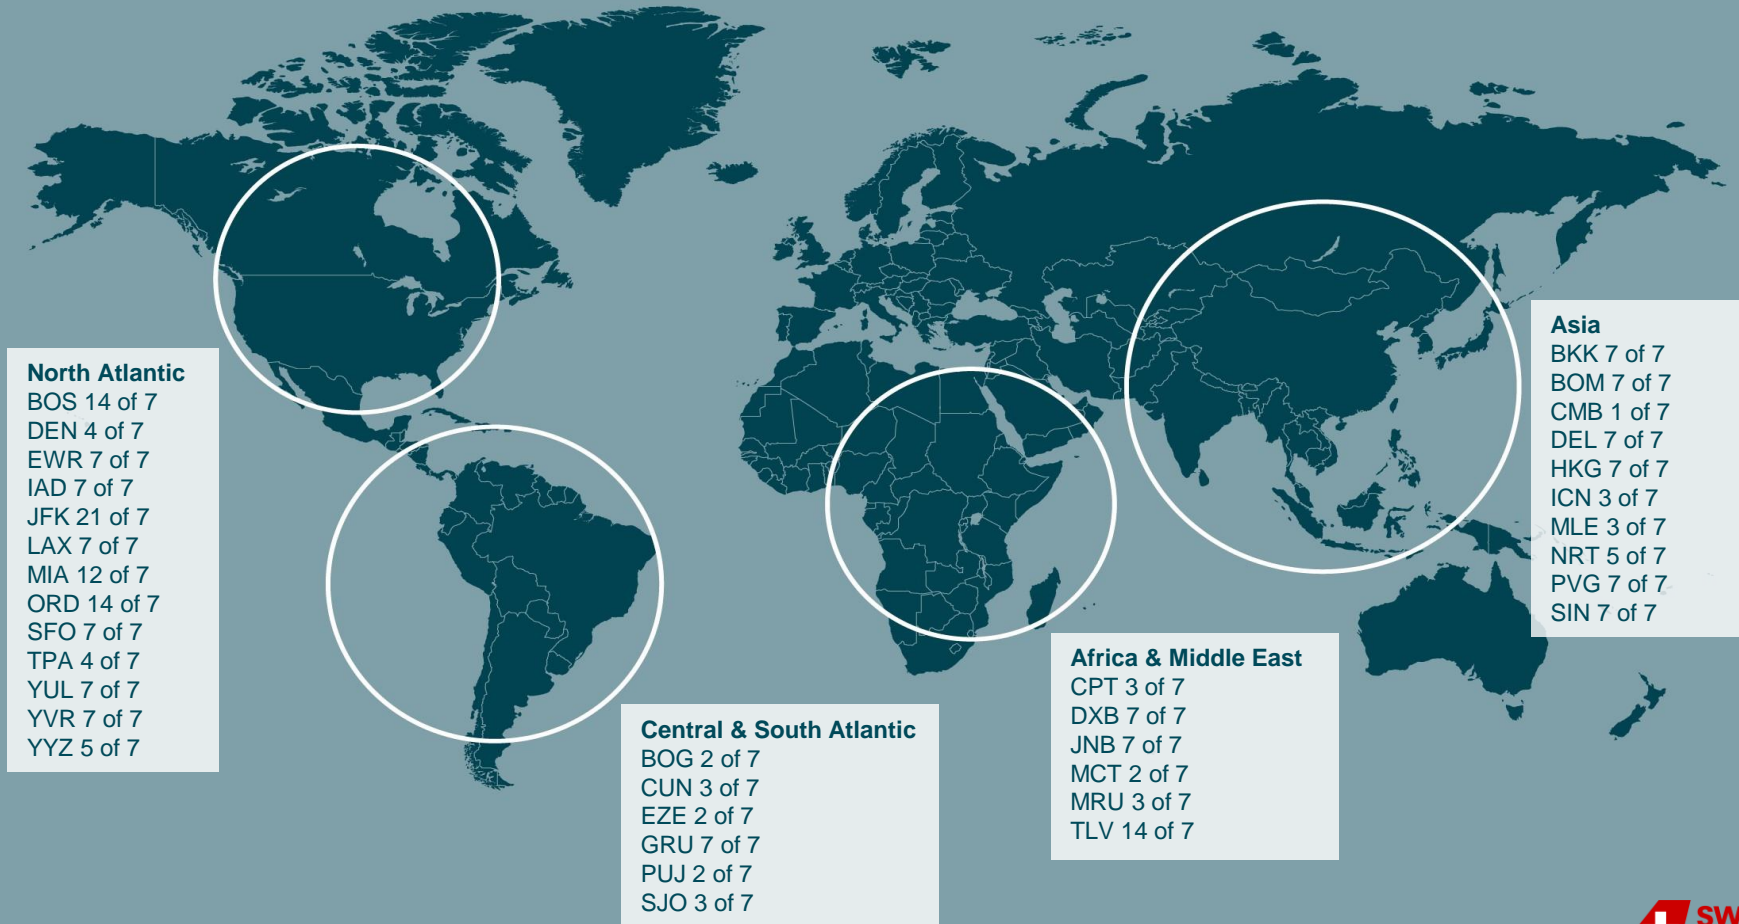 North Atlantic
BOS 14 of 7
DEN 4 of 7
EWR 7 of 7
IAD 7 of 7
JFK 21 of 7
LAX 7 of 7
MIA 12 of 7
ORD 14 of 7
SFO 7 of 7
TPA 4 of 7
YUL 7 of 7
YVR 7 of 7
YYZ 5 of 7
Central & South Atlantic
BOG 2 of 7
CUN 3 of 7
EZE 2 of 7
GRU 7 of 7
PUJ 2 of 7
SJO 3 of 7
Africa & Middle East
CPT 3 of 7
DXB 7 of 7
JNB 7 of 7
MCT 2 of 7
MRU 3 of 7
TLV 14 of 7
Asia
BKK 7 of 7
BOM 7 of 7
CMB 1 of 7
DEL 7 of 7
HKG 7 of 7
ICN 3 of 7
MLE 3 of 7
NRT 5 of 7
PVG 7 of 7
SIN 7 of 7
SW